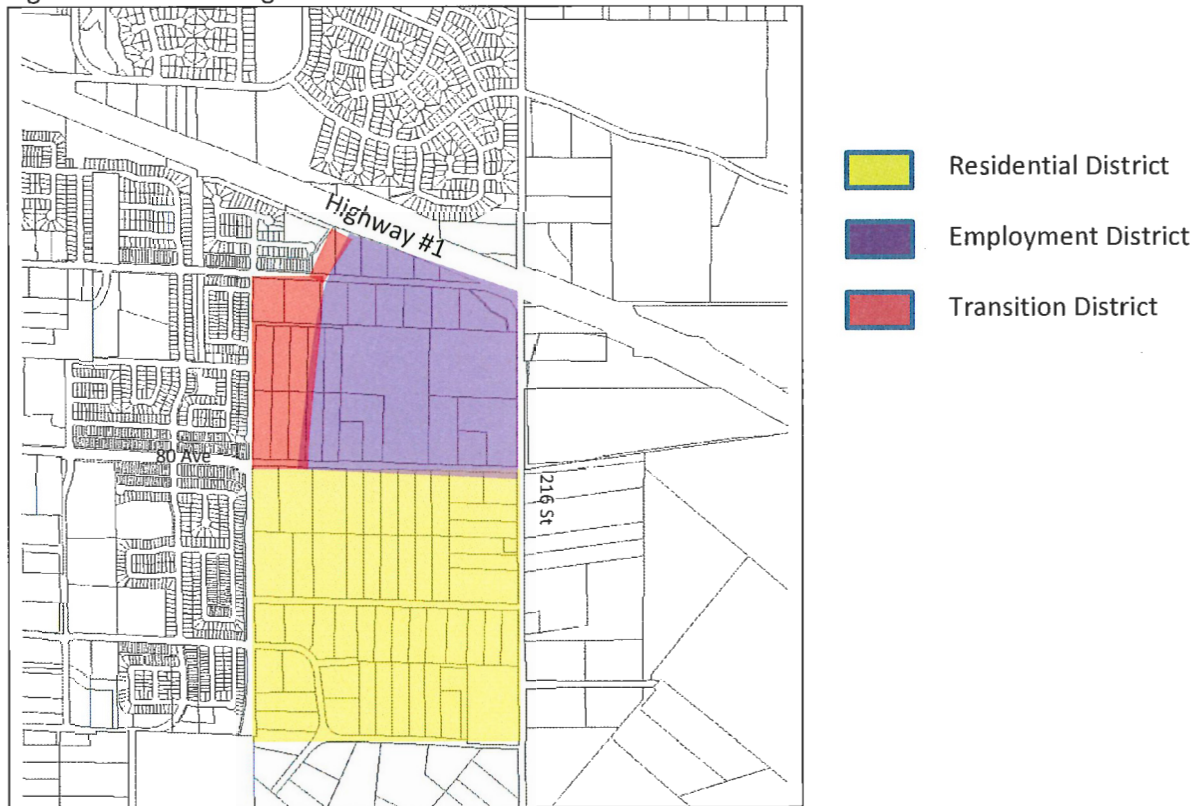 Highway #1
80 Ave
216 St
Residential District
Employment District
Transition District